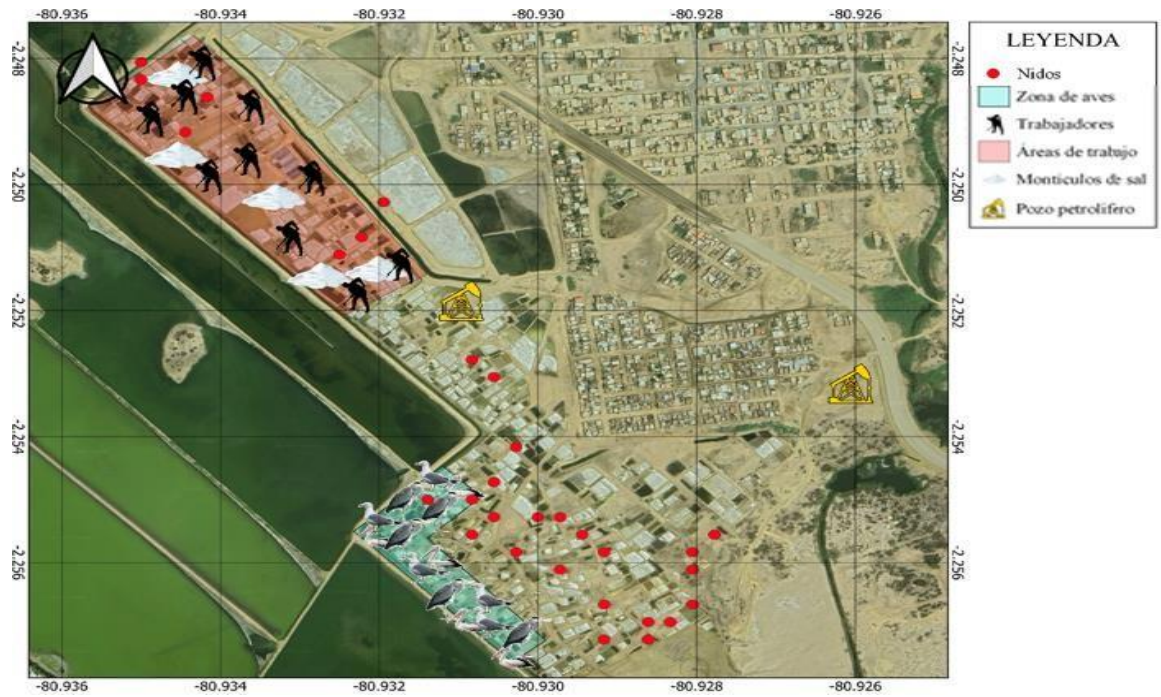 -80.936 -80.934 -80.932 -80.930 -80.928 -80.926
-2.248
-2.250
-2.252
-2.254
-2.256
-2.248
-2.250
-2.252
-2.254
-2.256
-80.936 -80.934 -80.932 -80.930 -80.928 -80.926
LEYENDA
Nidos
Zona de aves
Trabajadores
Áreas de trabajo
Montículos de sal
Pozo petrolífero